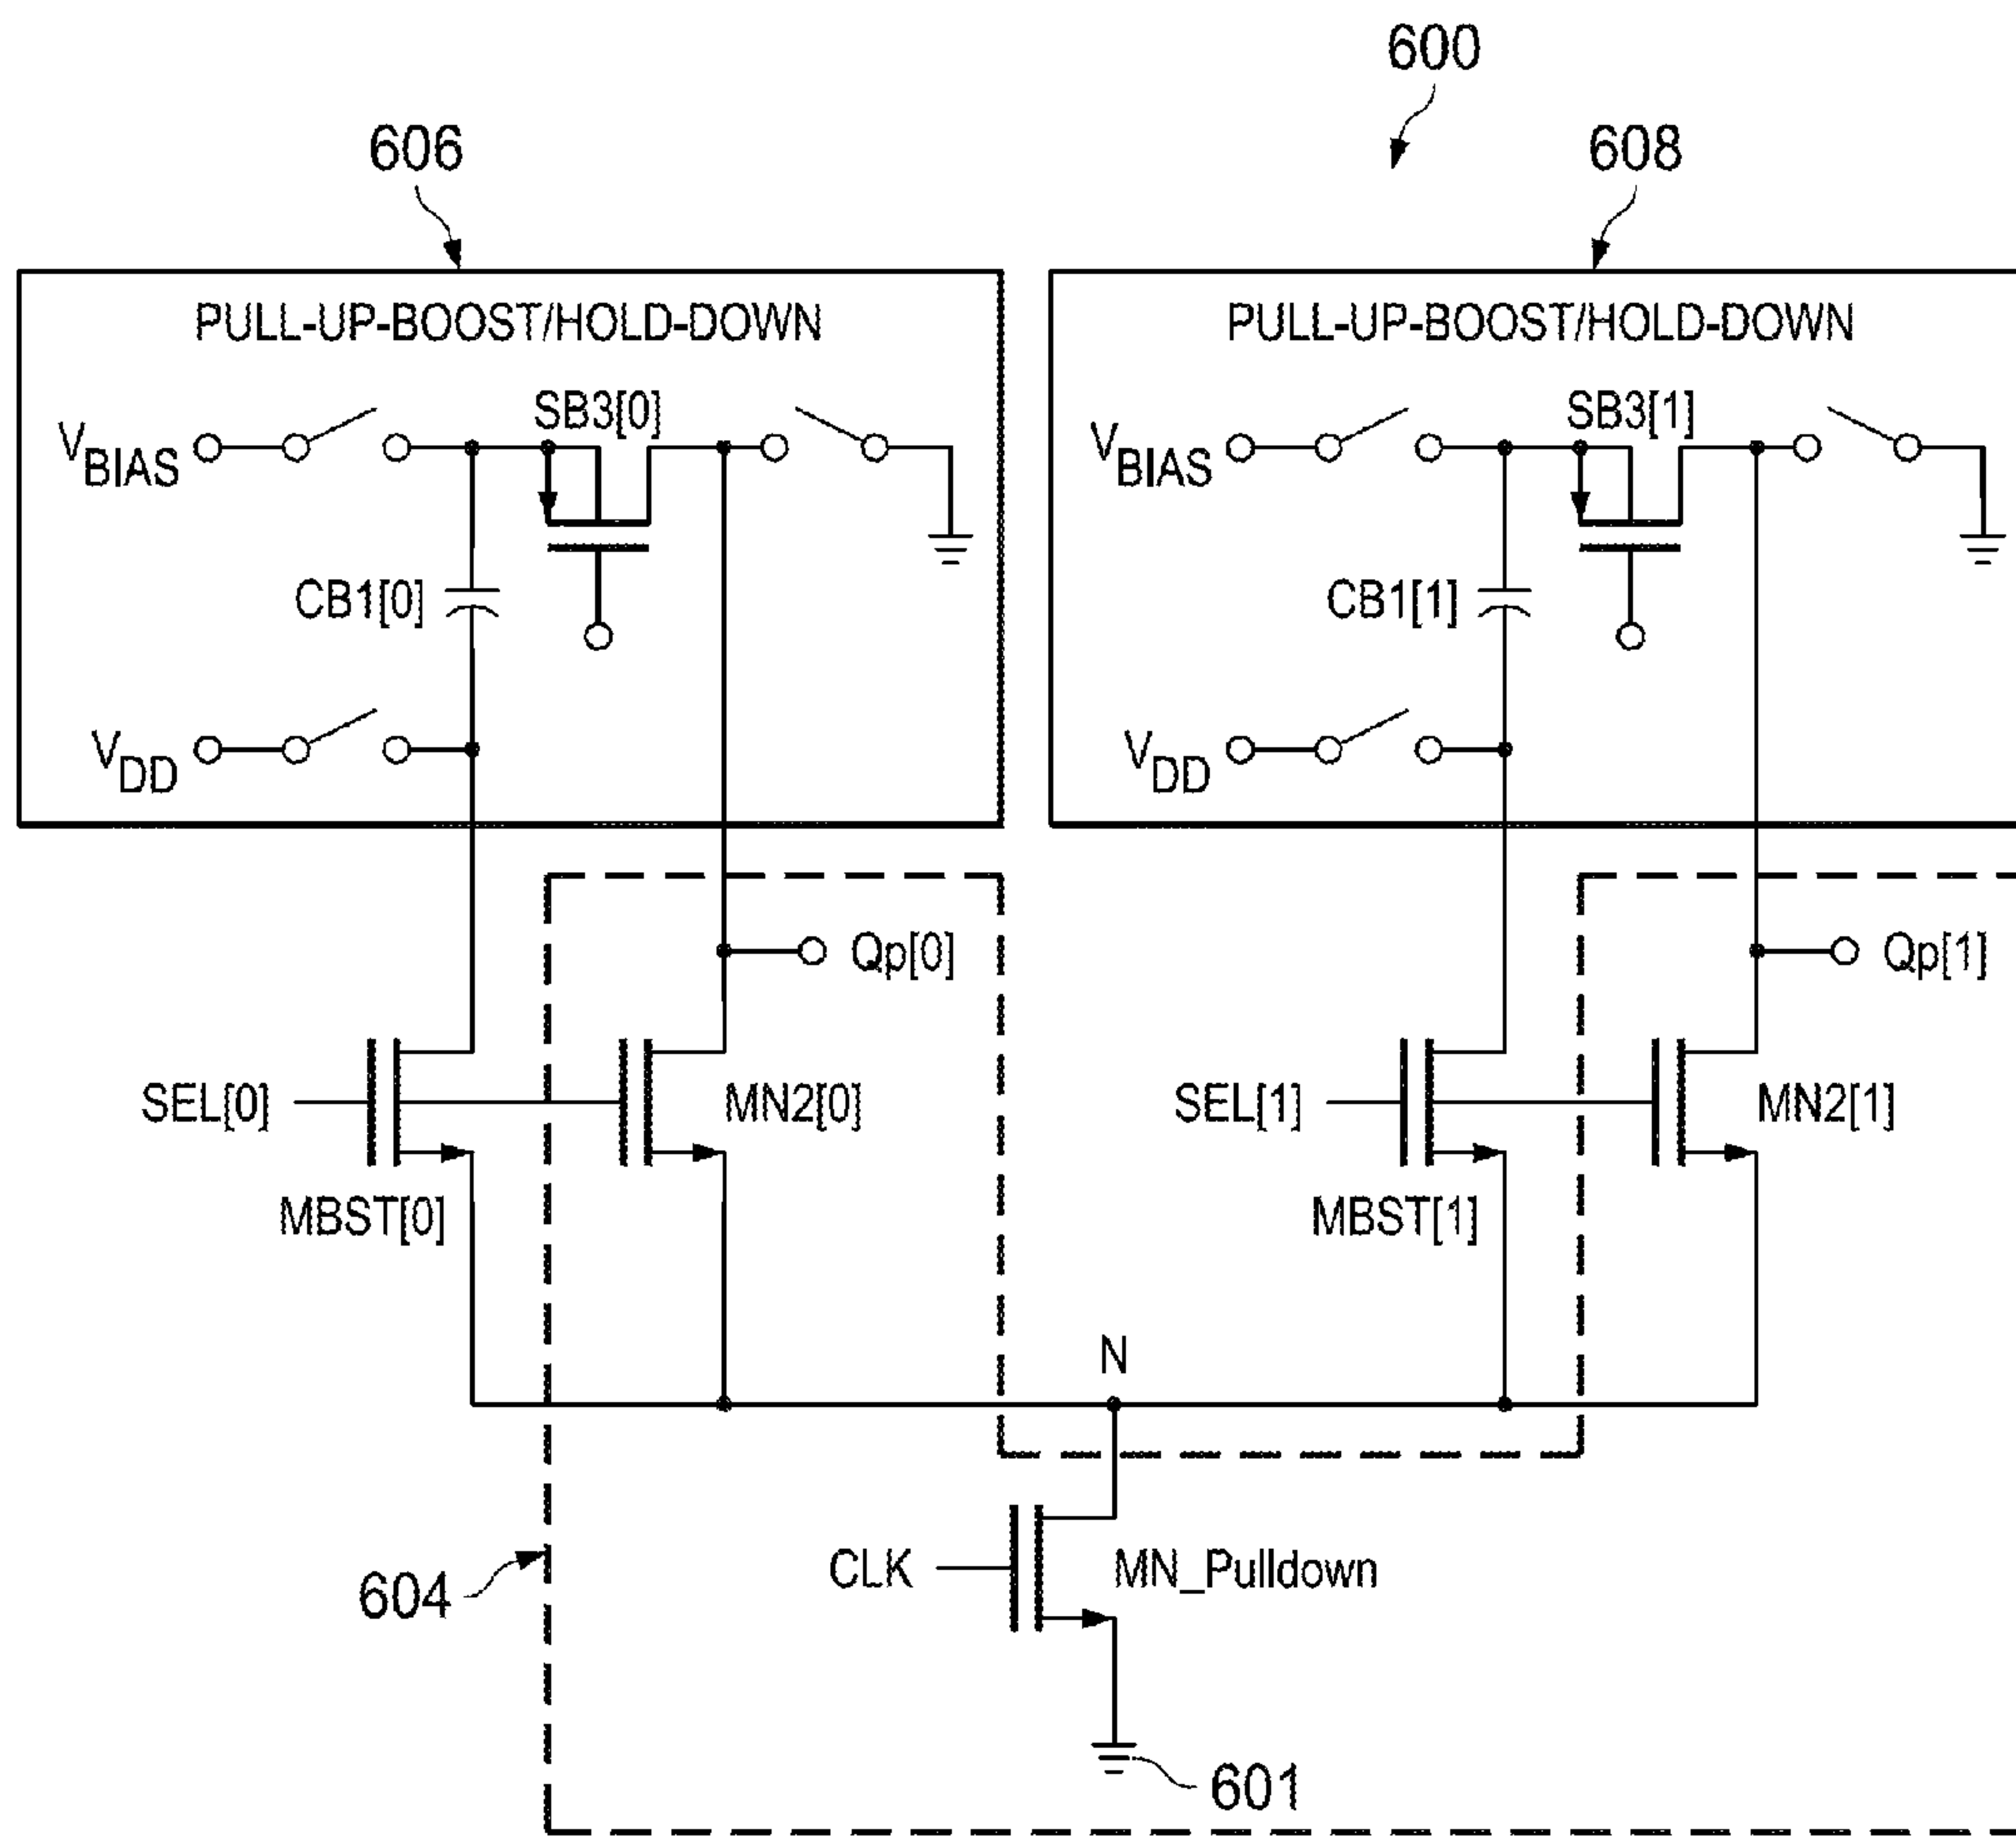 600
606
608
PULL-UP-BOOST/HOLD-DOWN
PULL-UP-BOOST/HOLD-DOWN
SB3[0]
SB3[1]
VBIAS
VBIAS
CB1[0]
CB1[1]
VDD
VDD
Qp[0]
Qp[1]
SEL[0]
MN2[0]
SEL[1]
MN2[1]
MBST[0]
MBST[1]
N
CLK
MN_Pulldown
604
601